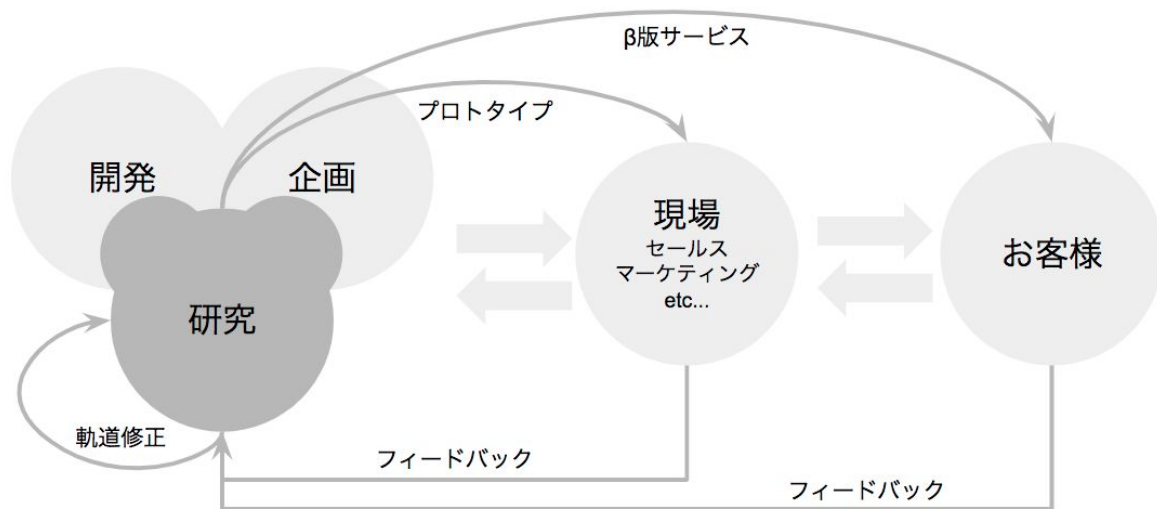 β版サービス
プロトタイプ
開発
企画
現場
セールス
マーケティング
etc...
お客様
研究
軌道修正
フィードバック
フィードバック